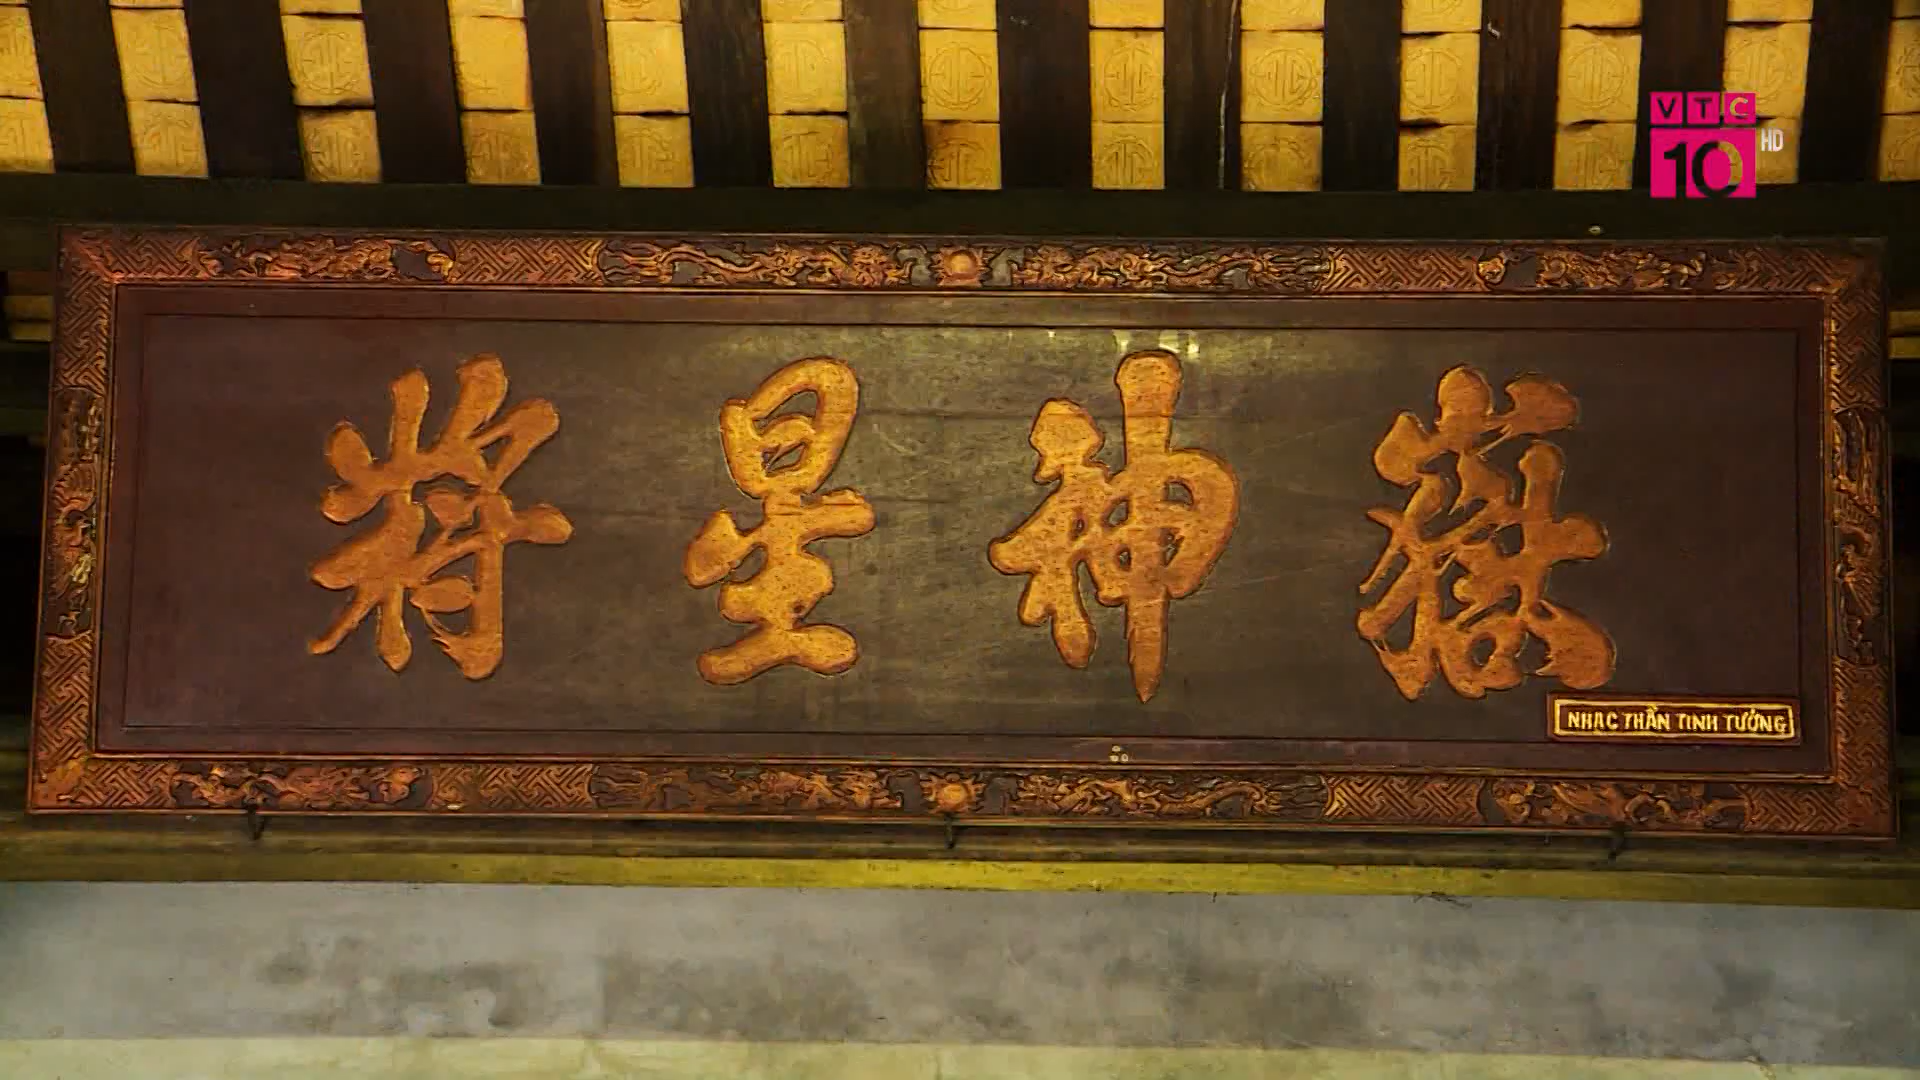 VTC
10 HD
將星神嶽
NHẠC THẦN TINH TƯỚNG